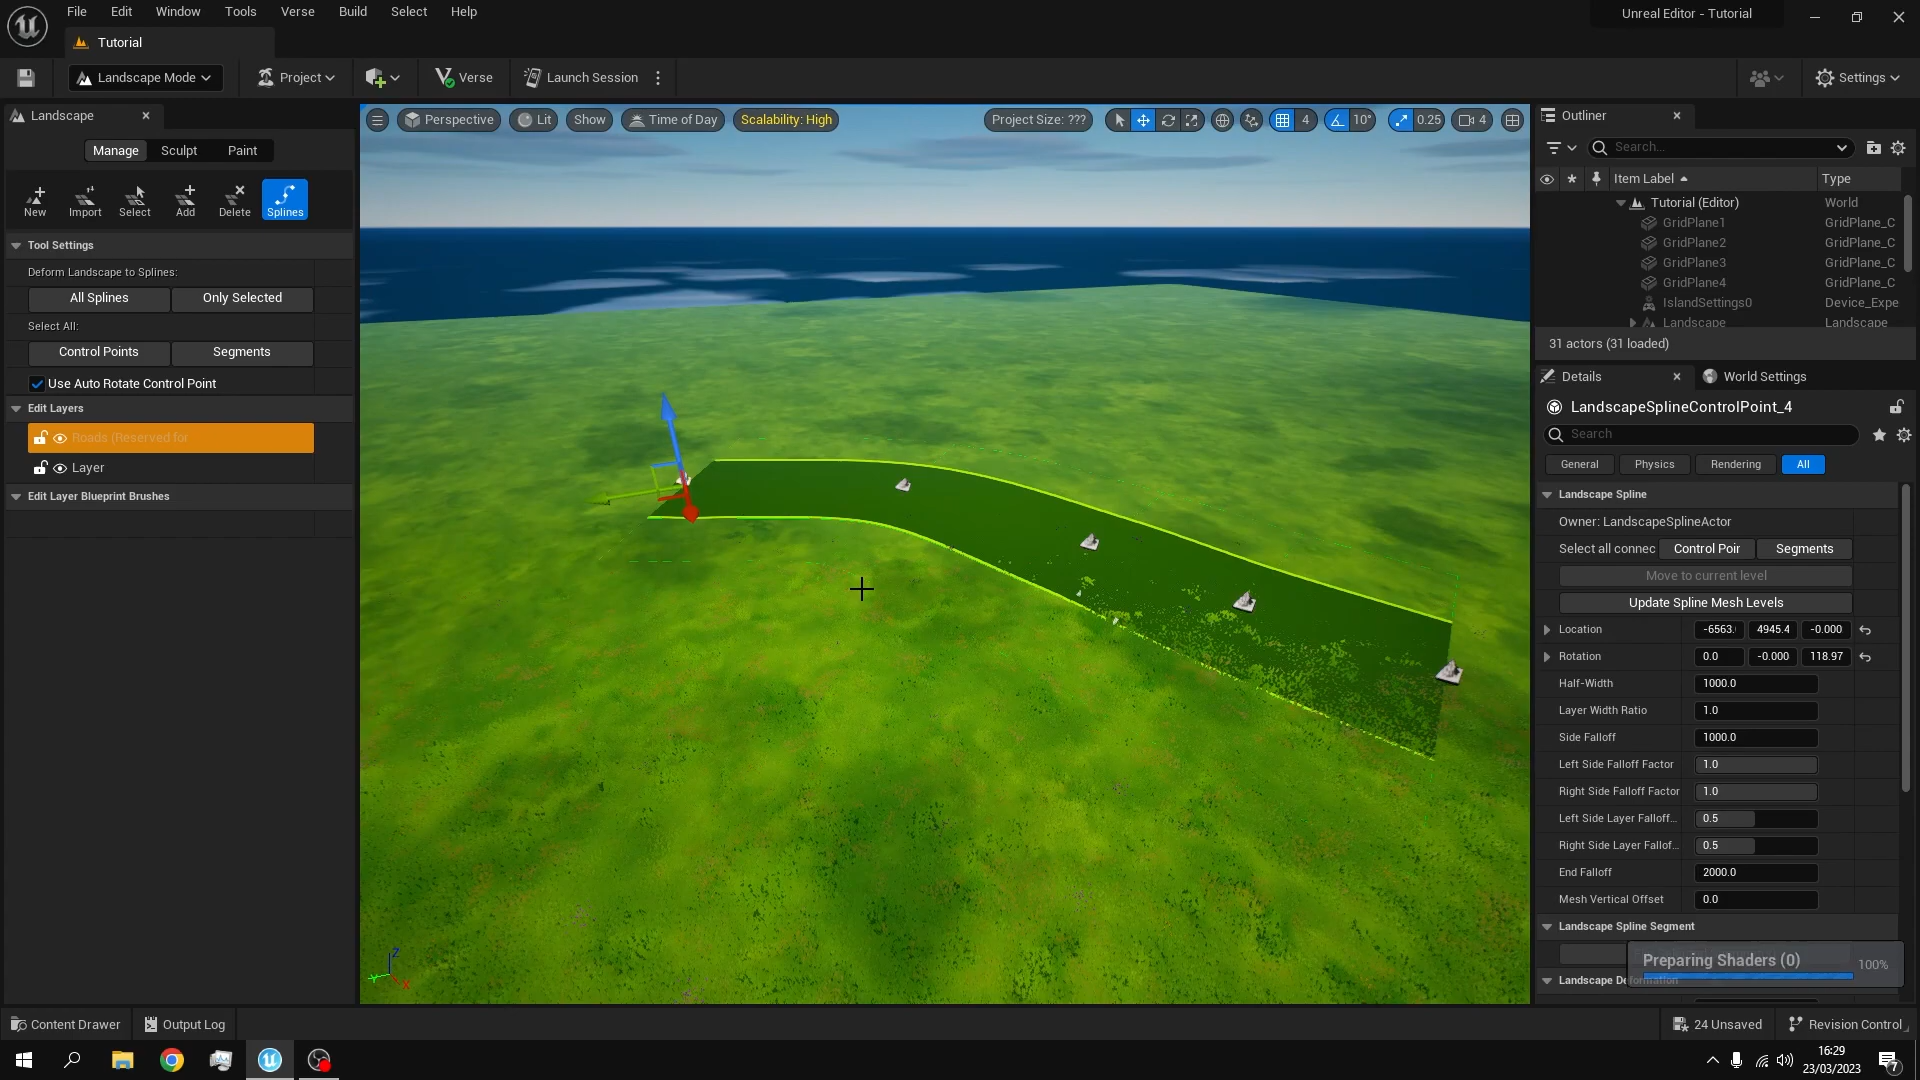 File Edit Window Tools Verse Build Select Help
Unreal Editor - Tutorial
Tutorial
Landscape Mode Project Verse Launch Session Settings
Landscape
Manage Sculpt Paint
New Import Select Add Delete Splines
Tool Settings
Deform Landscape to Splines:
All Splines Only Selected
Select All:
Control Points Segments
Use Auto Rotate Control Point
Edit Layers
Roads (Reserved for
Layer
Edit Layer Blueprint Brushes
Perspective Lit Show Time of Day Scalability: High Project Size: ??? 4 10° 0.25 4
Z
Y
X
Outliner
Search...
Item Label Type
Tutorial (Editor) World
GridPlane1 GridPlane_C
GridPlane2 GridPlane_C
GridPlane3 GridPlane_C
GridPlane4 GridPlane_C
IslandSettings0 Device_Expe
Landscape Landscape
31 actors (31 loaded)
Details World Settings
LandscapeSplineControlPoint_4
Search
General Physics Rendering All
Landscape Spline
Owner: LandscapeSplineActor
Select all connec Control Poir Segments
Move to current level
Update Spline Mesh Levels
Location -6563. 4945.4 -0.000
Rotation 0.0 -0.000 118.97
Half-Width 1000.0
Layer Width Ratio 1.0
Side Falloff 1000.0
Left Side Falloff Factor 1.0
Right Side Falloff Factor 1.0
Left Side Layer Falloff... 0.5
Right Side Layer Fallof... 0.5
End Falloff 2000.0
Mesh Vertical Offset 0.0
Landscape Spline Segment
Preparing Shaders (0) 100%
Landscape Deformation
Content Drawer Output Log 24 Unsaved Revision Control
16:29
23/03/2023
7